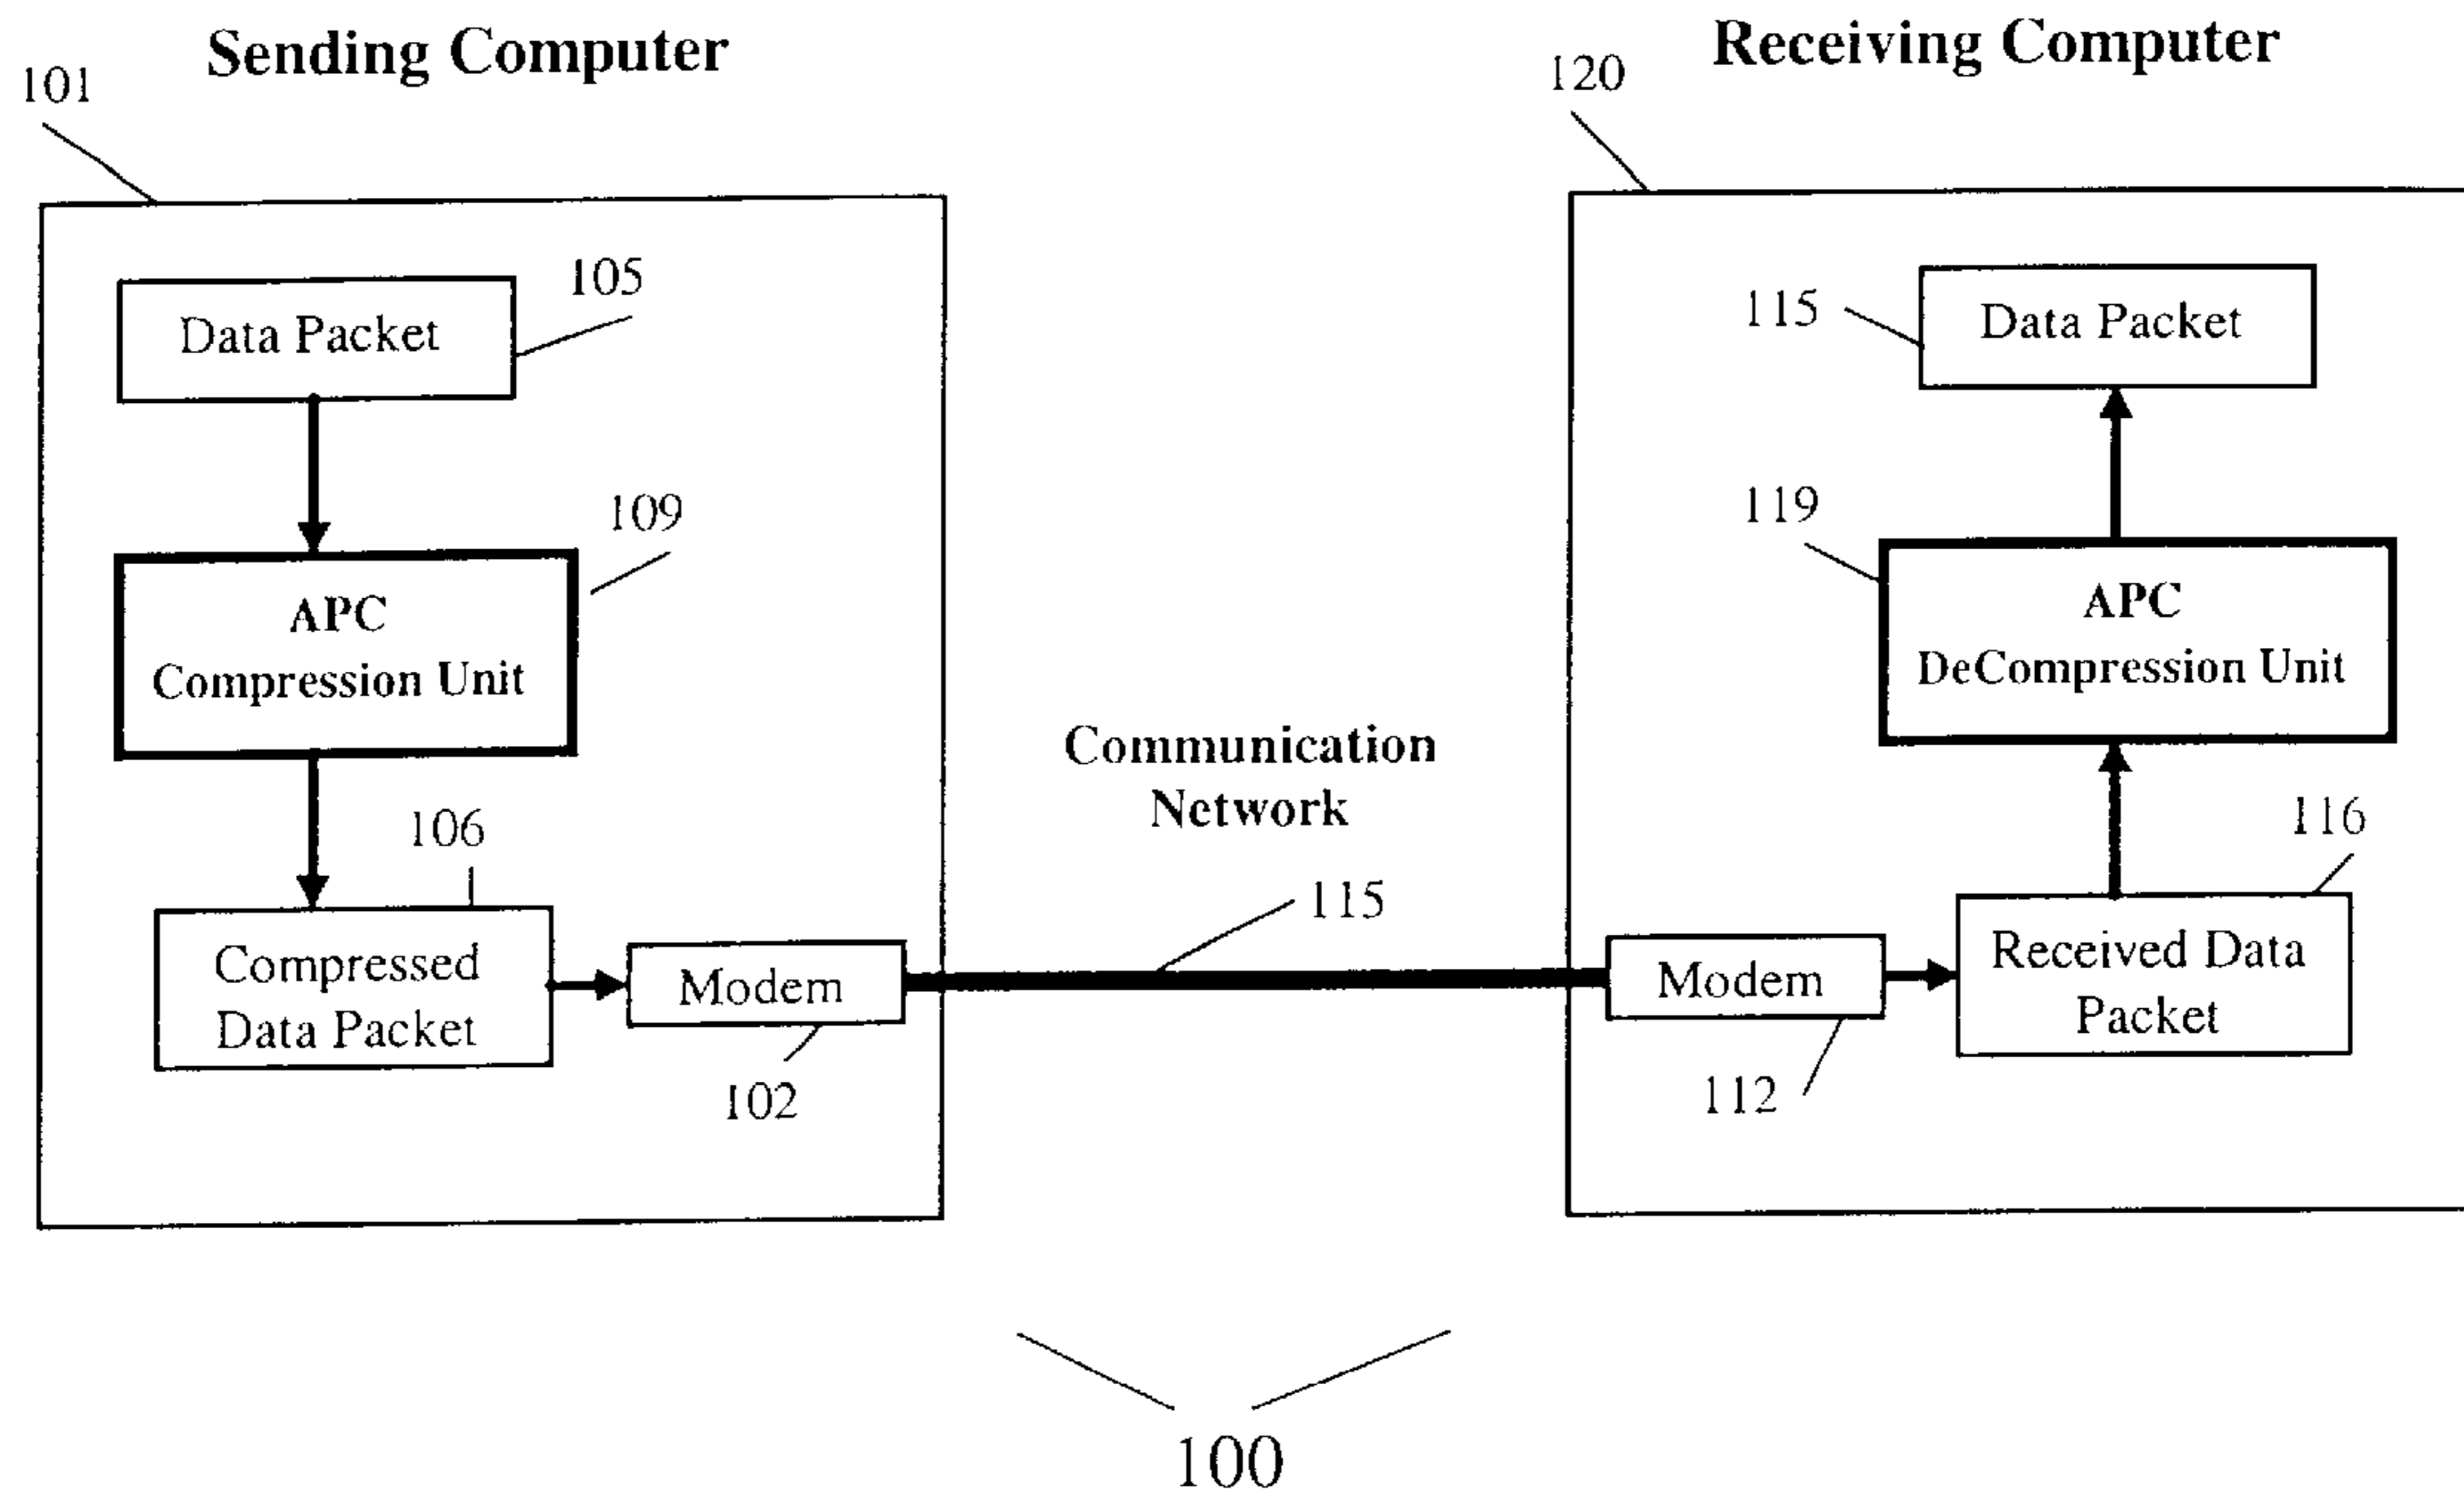 Sending Computer
Receiving Computer
101
120
105
Data Packet
109
APC
Compression Unit
106
Compressed
Data Packet
Modem
102
Communication
Network
115
115
Data Packet
119
APC
DeCompression Unit
116
Modem
Received Data
Packet
112
100